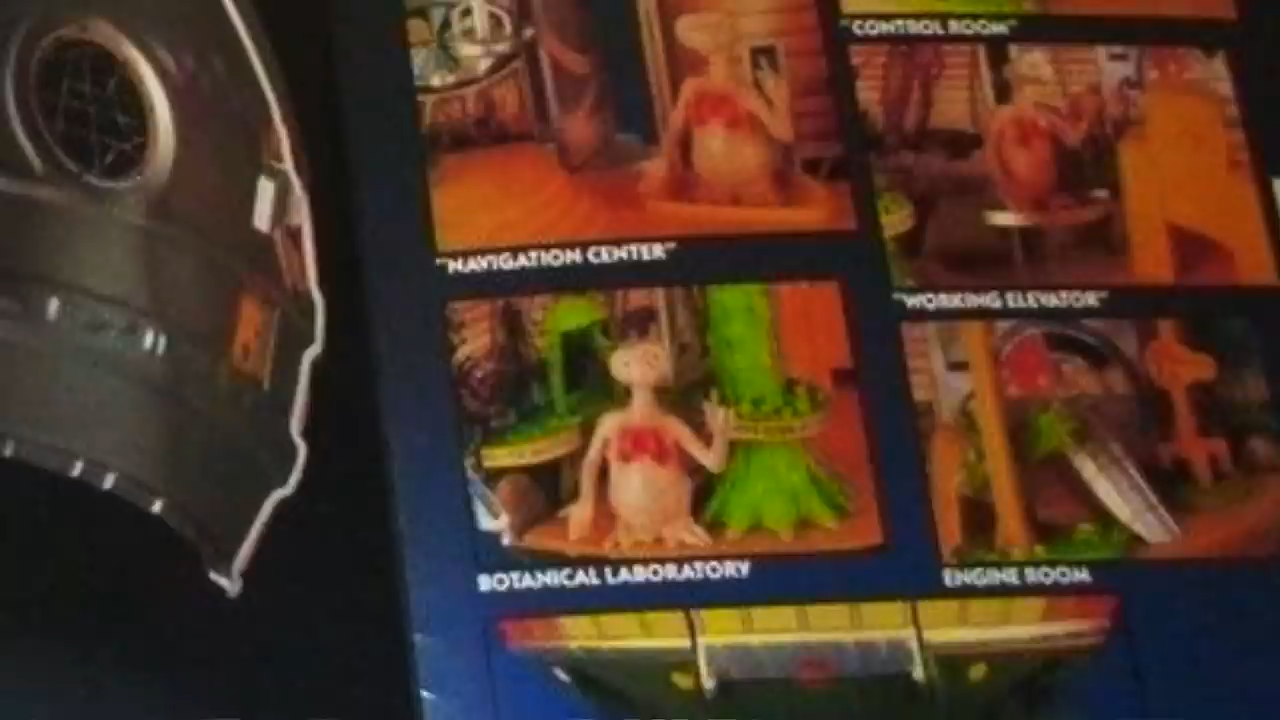 "CONTROL ROOM"
"NAVIGATION CENTER"
"WORKING ELEVATOR"
BOTANICAL LABORATORY
ENGINE ROOM